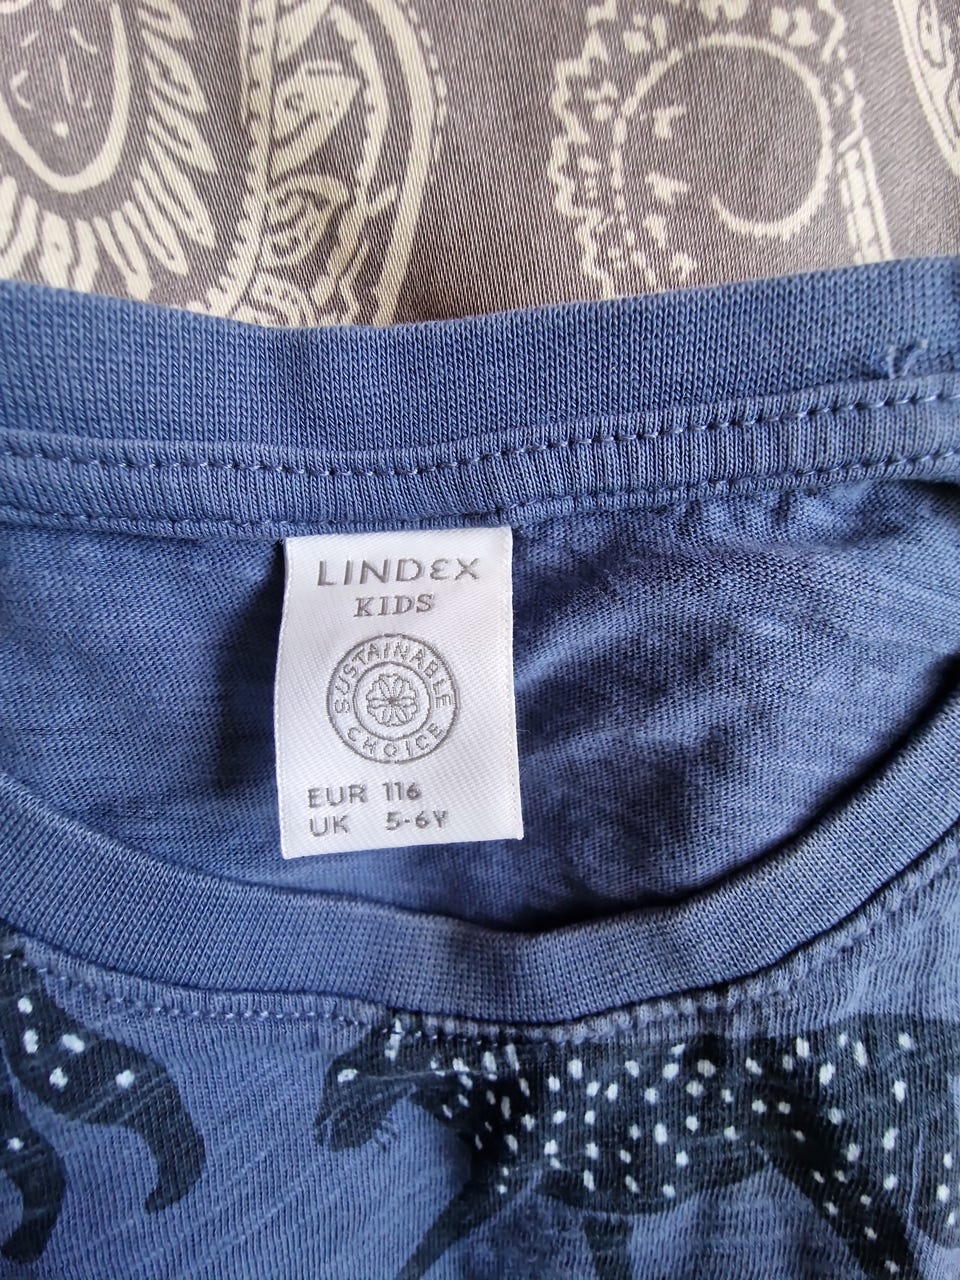 LINDEX
KIDS
SUSTAINABLE
CHOICE
EUR 116
UK 5-6Y